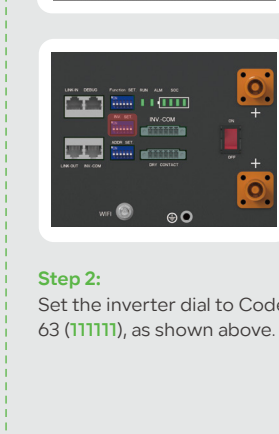 LINK-IN DEBUG Function SET RUN ALM SOC
INV. SET
INV-COM
ON
ADDR SET
OFF
LINK-OUT INV-COM
DRY CONTACT
WIFI
Step 2:
Set the inverter dial to Code
63 (111111), as shown above.